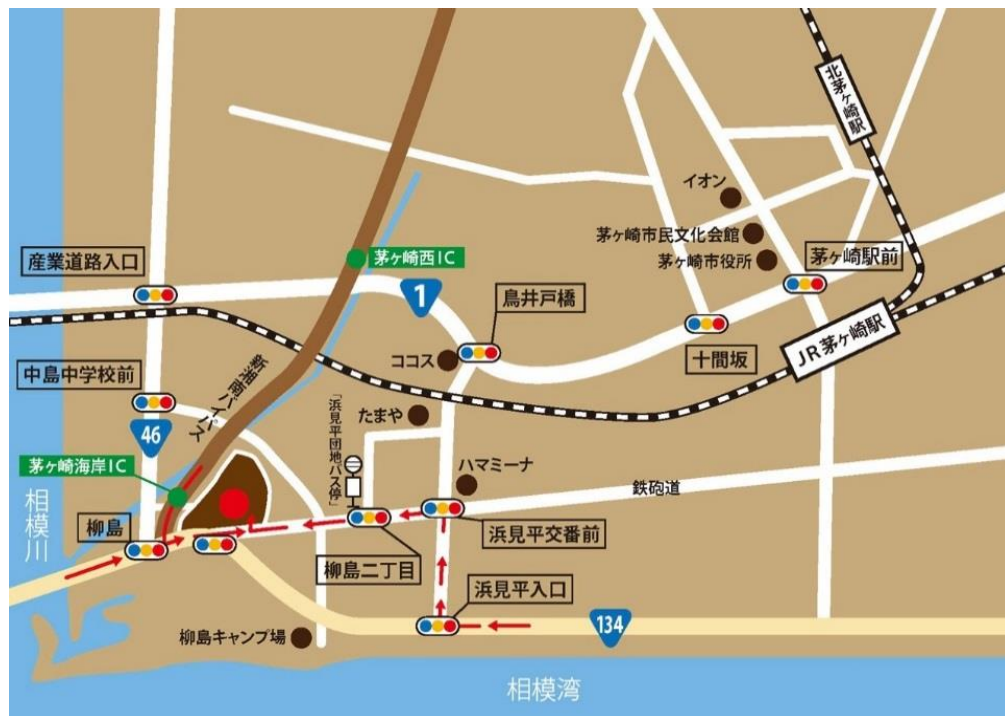 北茅ヶ崎駅
イオン
茅ヶ崎市民文化会館
茅ヶ崎市役所
茅ヶ崎駅前
産業道路入口
茅ヶ崎西IC
1
鳥井戸橋
JR茅ヶ崎駅
十間坂
ココス
中島中学校前
新湘南バイパス
46
「浜見平団地バス停」
たまや
ハマミーナ
茅ヶ崎海岸IC
鉄砲道
相模川
柳島
浜見平交番前
柳島二丁目
浜見平入口
134
柳島キャンプ場
相模湾